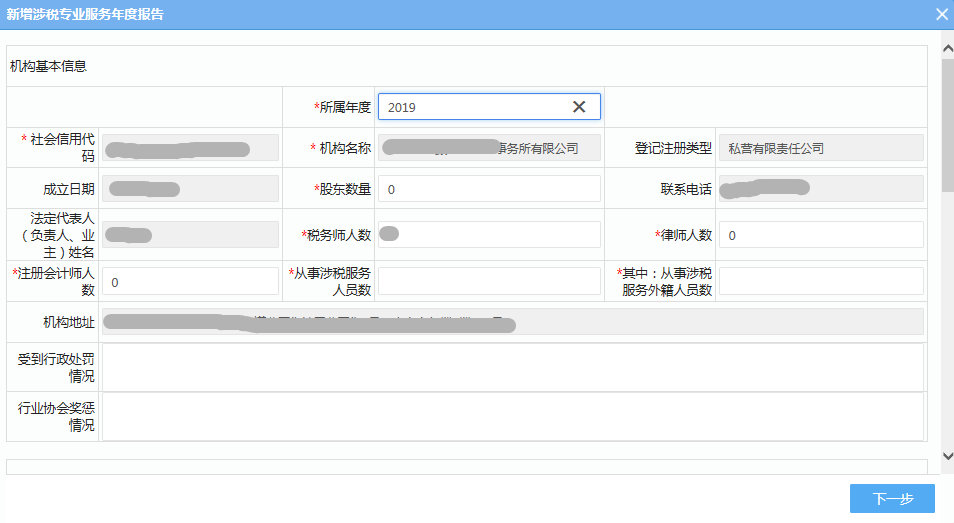 新增涉税专业服务年度报告
机构基本信息
*所属年度 2019
* 社会信用代
码
* 机构名称 事务所有限公司
登记注册类型 私营有限责任公司
成立日期
*股东数量 0
联系电话
法定代表人
（负责人、业
主）姓名
*税务师人数
*律师人数 0
*注册会计师人
数 0
*从事涉税服务
人员数
*其中：从事涉税
服务外籍人员数
机构地址
受到行政处罚
情况
行业协会奖惩
情况
下一步